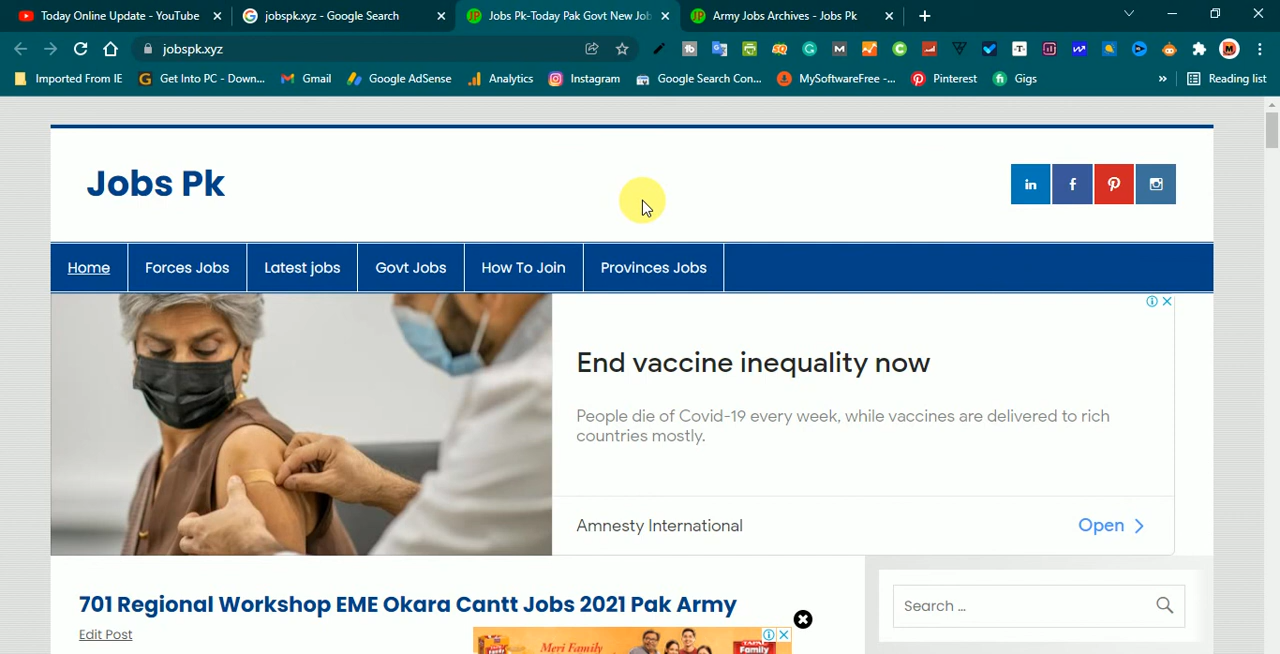 Today Online Update - YouTube
jobspk.xyz - Google Search
Jobs Pk-Today Pak Govt New Job
Army Jobs Archives - Jobs Pk
jobspk.xyz
Imported From IE
Get Into PC - Down...
Gmail
Google AdSense
Analytics
Instagram
Google Search Con...
MySoftwareFree -...
Pinterest
Gigs
»
Reading list
Jobs Pk
Home
Forces Jobs
Latest jobs
Govt Jobs
How To Join
Provinces Jobs
End vaccine inequality now
People die of Covid-19 every week, while vaccines are delivered to rich
countries mostly.
Amnesty International
Open
701 Regional Workshop EME Okara Cantt Jobs 2021 Pak Army
Edit Post
Search ...
Meri Family
Family